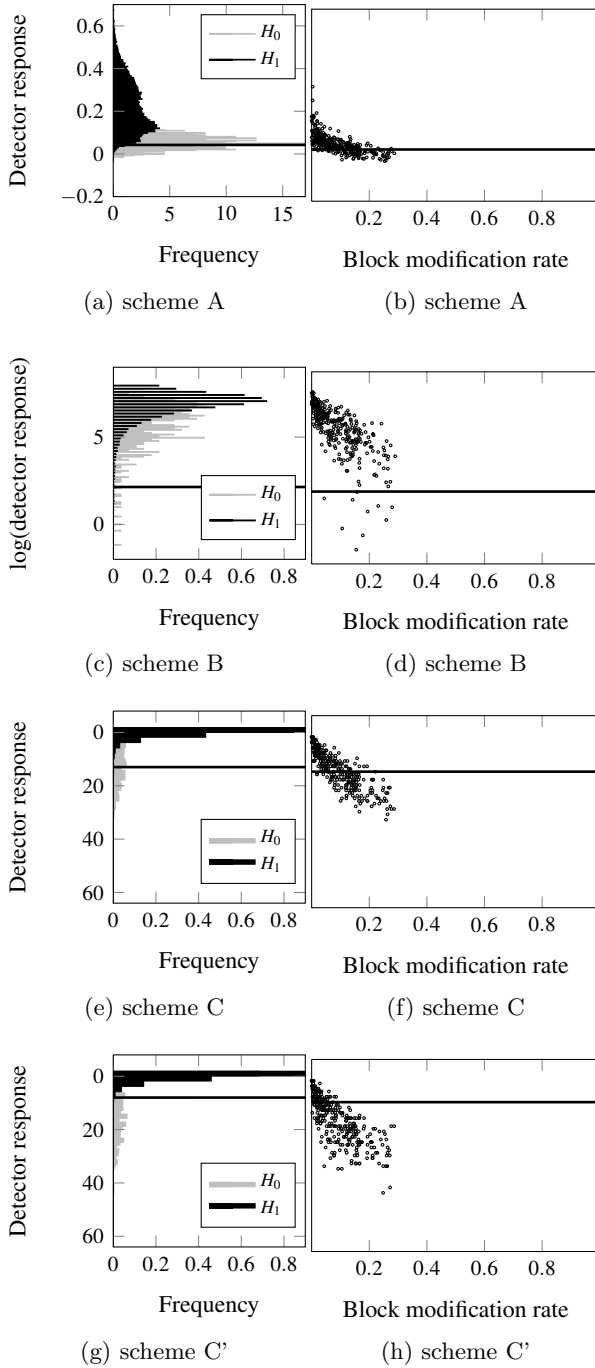 Detector response
0.6
0.4
0.2
0
−0.2
H0
H1
0 5 10 15
0.2 0.4 0.6 0.8
Frequency
Block modification rate
(a) scheme A
(b) scheme A
log(detector response)
5
0
H0
H1
0 0.2 0.4 0.6 0.8
0.2 0.4 0.6 0.8
Frequency
Block modification rate
(c) scheme B
(d) scheme B
Detector response
0
20
40
60
H0
H1
0 0.2 0.4 0.6 0.8
0.2 0.4 0.6 0.8
Frequency
Block modification rate
(e) scheme C
(f) scheme C
Detector response
0
20
40
60
H0
H1
0 0.2 0.4 0.6 0.8
0.2 0.4 0.6 0.8
Frequency
Block modification rate
(g) scheme C’
(h) scheme C’